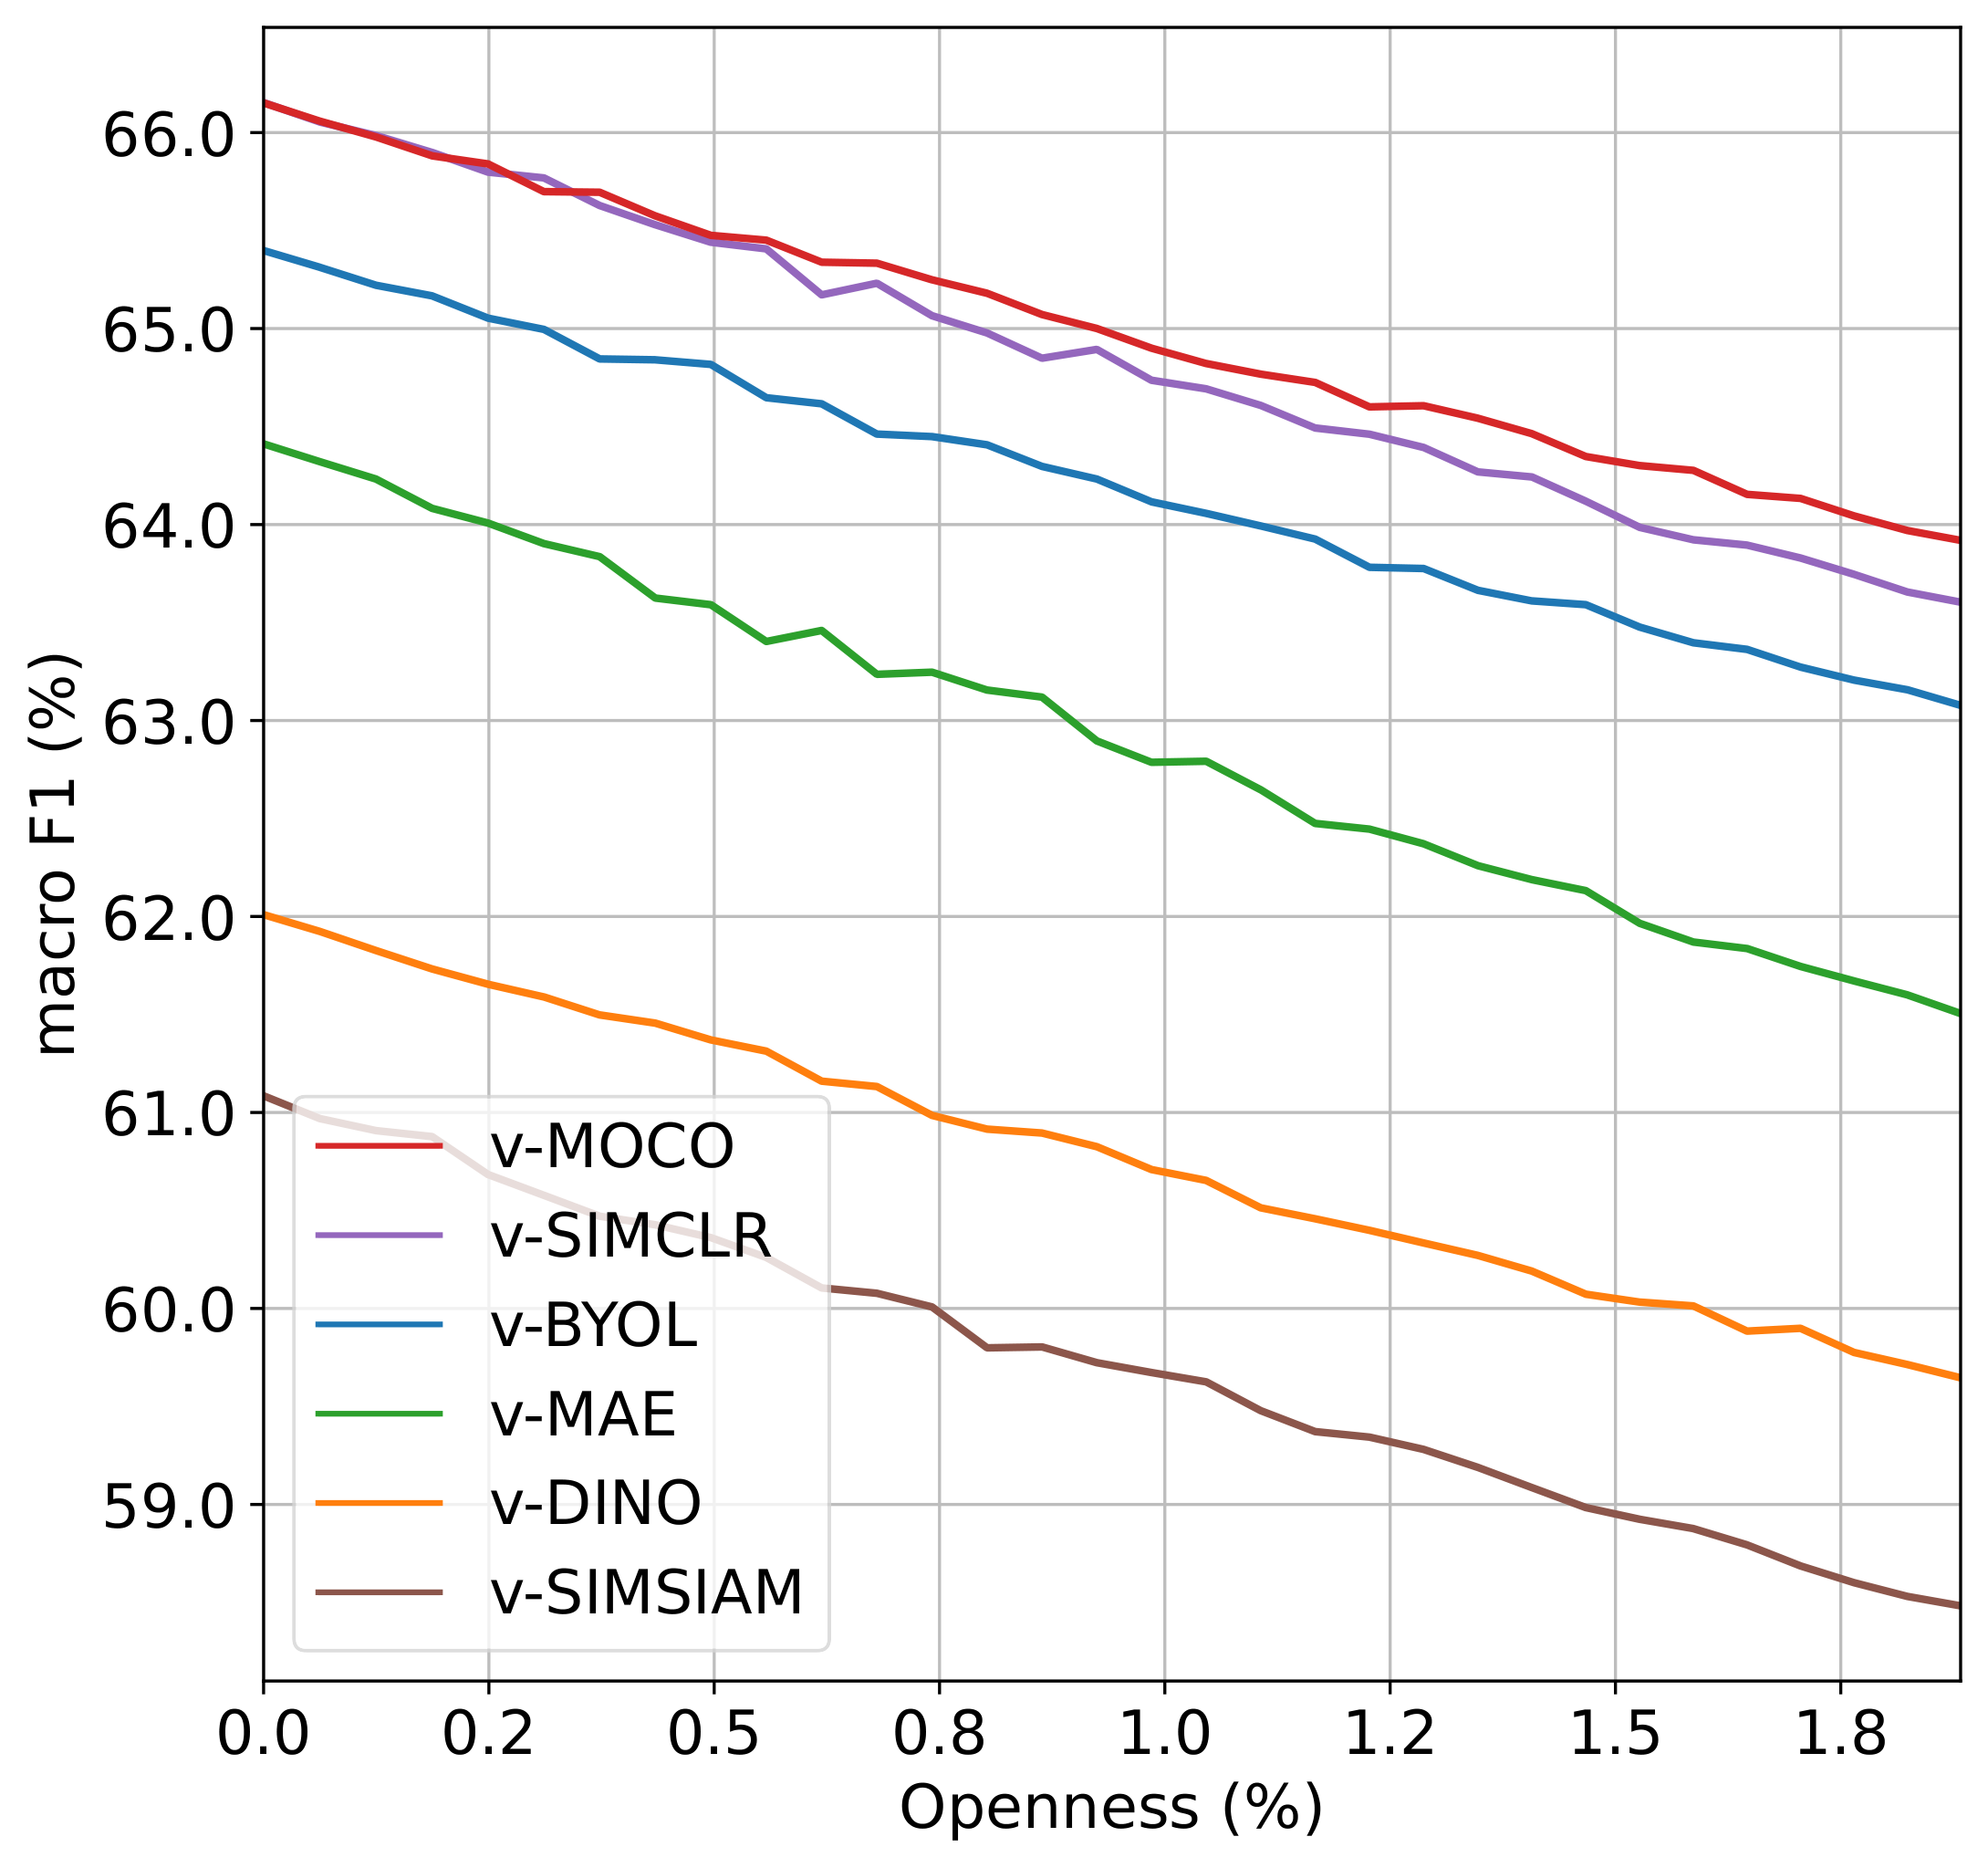 macro F1 (%)
66.0
65.0
64.0
63.0
62.0
61.0
60.0
59.0
v-MOCO
v-SIMCLR
v-BYOL
v-MAE
v-DINO
v-SIMSIAM
0.0 0.2 0.5 0.8 1.0 1.2 1.5 1.8
Openness (%)